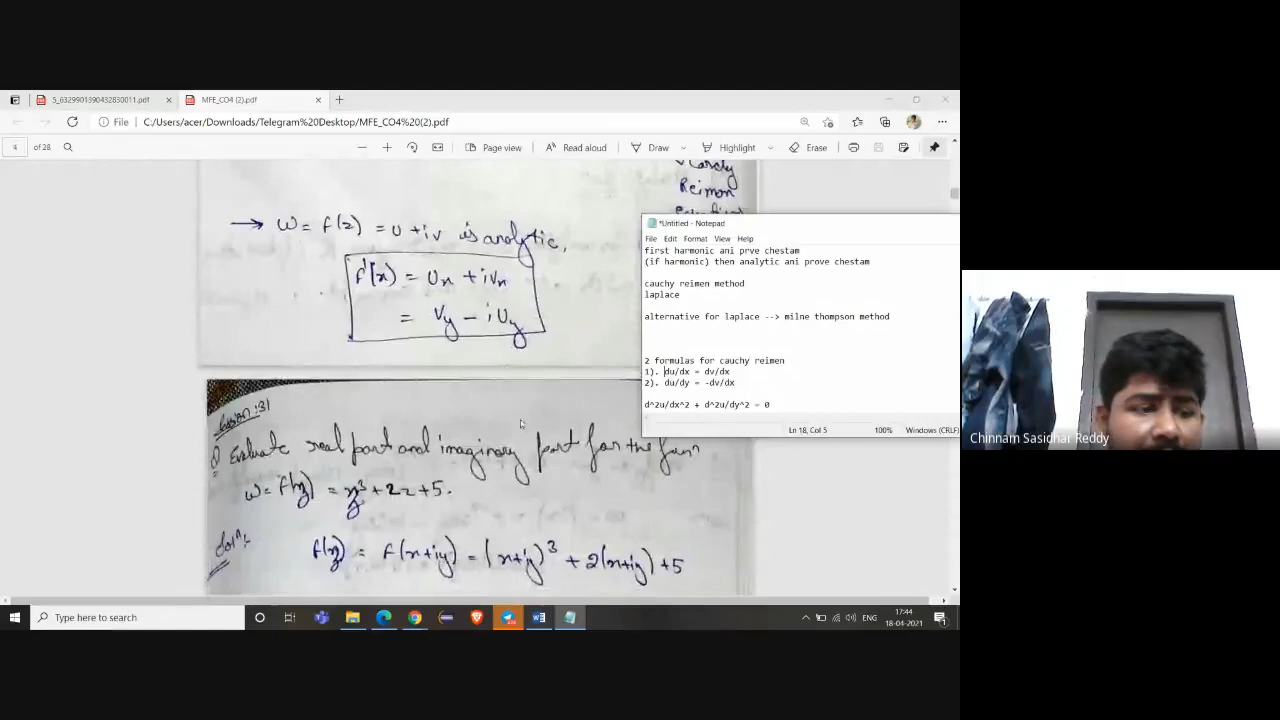 5_6329901390432830011.pdf
MFE_CO4 (2).pdf
File
C:/Users/acer/Downloads/Telegram%20Desktop/MFE_CO4%20(2).pdf
4 of 28
Page view
Read aloud
Draw
Highlight
Erase
Reimon
→ w = f(z) = u + iv is analytic,
f'(x) = Ux + iVx
= Vy - iUy
*Untitled - Notepad
File Edit Format View Help
first harmonic ani prve chestam
(if harmonic) then analytic ani prove chestam
cauchy reimen method
laplace
alternative for laplace --> milne thompson method
2 formulas for cauchy reimen
1). du/dx = dv/dx
2). du/dy = -dv/dx
d^2u/dx^2 + d^2u/dy^2 = 0
Ln 18, Col 5
100%
Windows (CRLF)
Chinnam Sasidhar Reddy
Evaluate real part and imaginary part for the fun
w = f(z) = z³ + 2z + 5.
f(z) = f(x+iy) = (x+iy)³ + 2(x+iy) + 5
Type here to search
ENG
17:44
18-04-2021